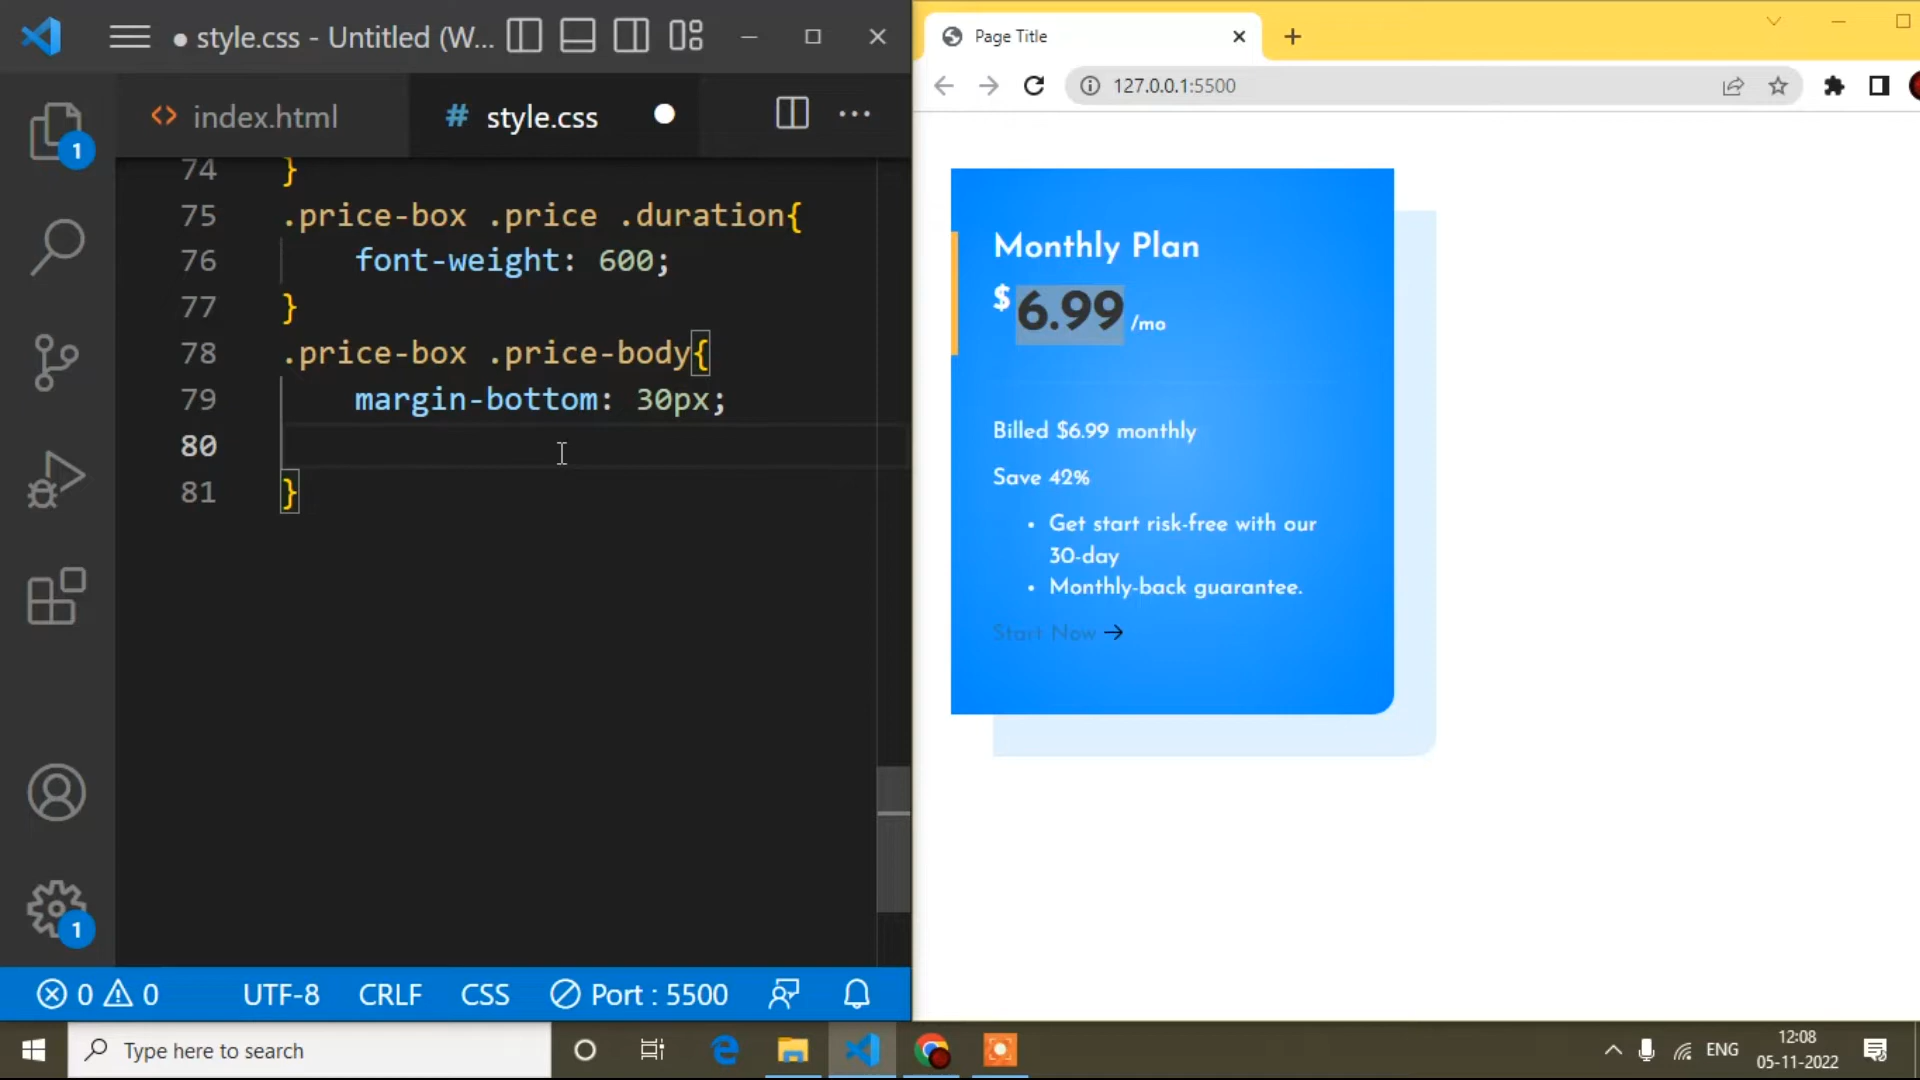 ● style.css - Untitled (W...
index.html
# style.css
1
74 }
75 .price-box .price .duration{
76 font-weight: 600;
77 }
78 .price-box .price-body{
79 margin-bottom: 30px;
80
81 }
1
0 0 UTF-8 CRLF CSS Port : 5500
Page Title
127.0.0.1:5500
Monthly Plan
$6.99 /mo
Billed $6.99 monthly
Save 42%
• Get start risk-free with our
30-day
• Monthly-back guarantee.
Start Now →
Type here to search
ENG
12:08
05-11-2022